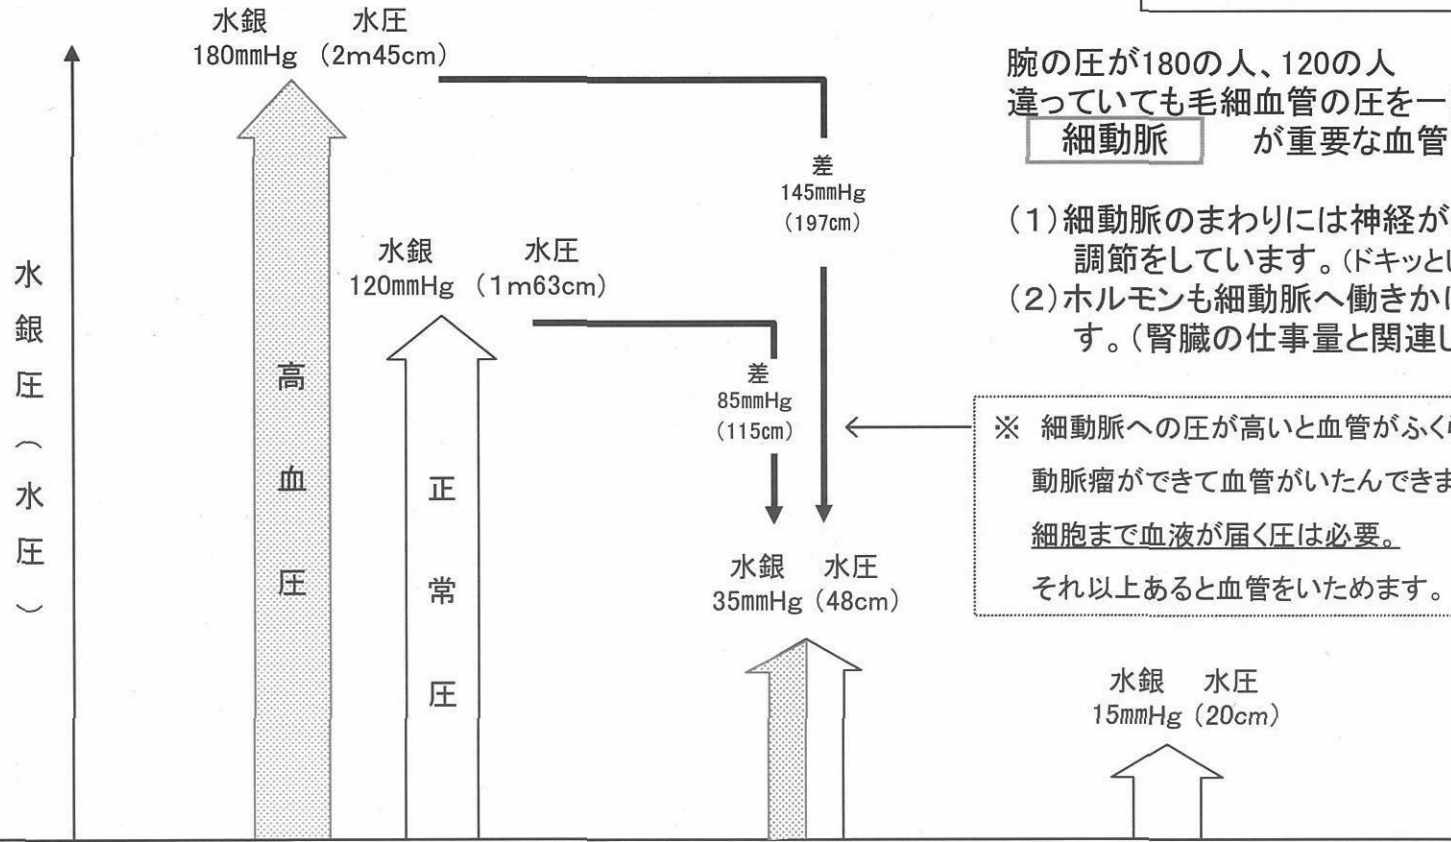 水銀 水圧
180mmHg (2m45cm)
差
145mmHg
(197cm)
水銀 水圧
120mmHg (1m63cm)
差
85mmHg
(115cm)
水銀圧(水圧)
高血圧
正常圧
水銀 水圧
35mmHg (48cm)
水銀 水圧
15mmHg (20cm)
腕の圧が180の人、120の人
違っていても毛細血管の圧を一
細動脈 が重要な血管
(1)細動脈のまわりには神経が
調節をしています。(ドキッとし
(2)ホルモンも細動脈へ働きかけ
す。(腎臓の仕事量と関連し
※ 細動脈への圧が高いと血管がふくら
動脈瘤ができて血管がいたんできま
細胞まで血液が届く圧は必要。
それ以上あると血管をいためます。